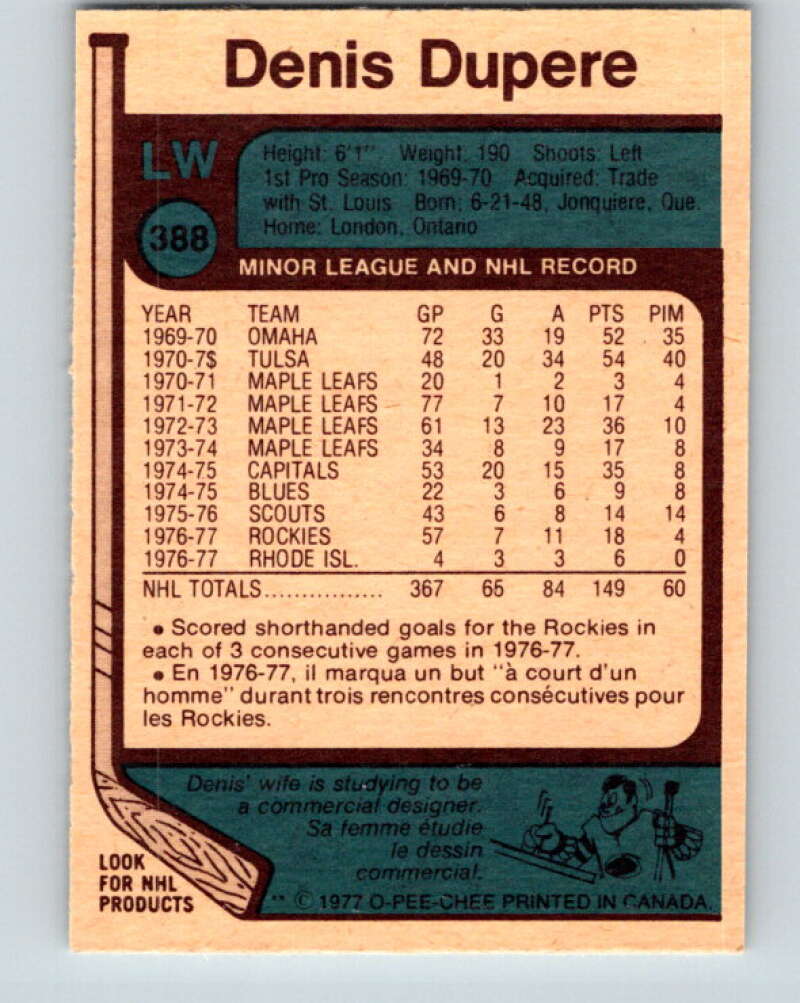 Denis Dupere
LW
388
Height: 6'1" Weight: 190 Shoots: Left
1st Pro Season: 1969-70 Acquired: Trade
with St. Louis Born: 6-21-48, Jonquiere, Que.
Home: London, Ontario
MINOR LEAGUE AND NHL RECORD
YEAR TEAM GP G A PTS PIM
1969-70 OMAHA 72 33 19 52 35
1970-7$ TULSA 48 20 34 54 40
1970-71 MAPLE LEAFS 20 1 2 3 4
1971-72 MAPLE LEAFS 77 7 10 17 4
1972-73 MAPLE LEAFS 61 13 23 36 10
1973-74 MAPLE LEAFS 34 8 9 17 8
1974-75 CAPITALS 53 20 15 35 8
1974-75 BLUES 22 3 6 9 8
1975-76 SCOUTS 43 6 8 14 14
1976-77 ROCKIES 57 7 11 18 4
1976-77 RHODE ISL. 4 3 3 6 0
NHL TOTALS................ 367 65 84 149 60
• Scored shorthanded goals for the Rockies in
each of 3 consecutive games in 1976-77.
• En 1976-77, il marqua un but "à court d'un
homme" durant trois rencontres consécutives pour
les Rockies.
Denis' wife is studying to be
a commercial designer.
Sa femme étudie
le dessin
commercial.
LOOK
FOR NHL
PRODUCTS
** © 1977 O-PEE-CHEE PRINTED IN CANADA.